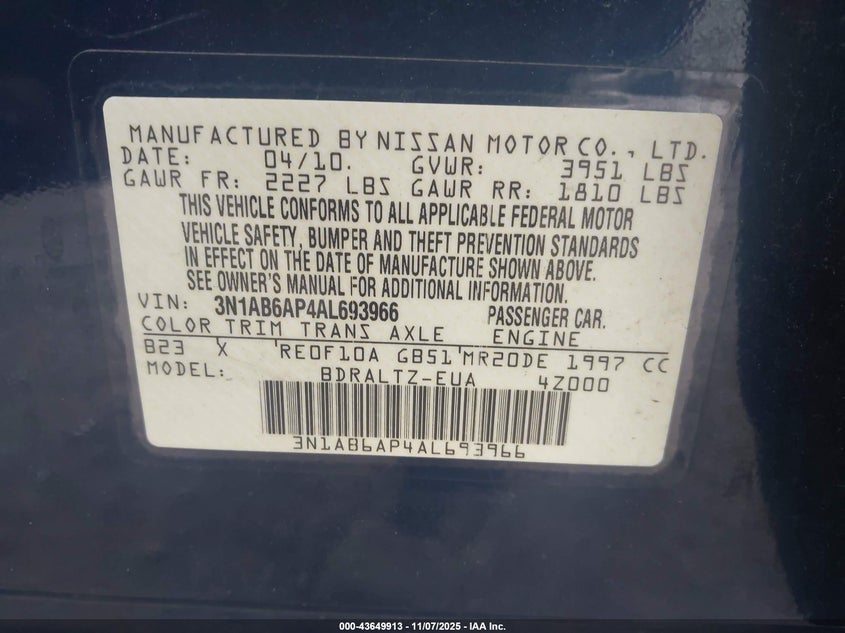 MANUFACTURED BY NISSAN MOTOR CO., LTD.
DATE: 04/10. GVWR: 3951 LBS
GAWR FR: 2227 LBS GAWR RR: 1810 LBS
THIS VEHICLE CONFORMS TO ALL APPLICABLE FEDERAL MOTOR
VEHICLE SAFETY, BUMPER AND THEFT PREVENTION STANDARDS
IN EFFECT ON THE DATE OF MANUFACTURE SHOWN ABOVE.
SEE OWNER'S MANUAL FOR ADDITIONAL INFORMATION.
VIN: 3N1AB6AP4AL693966 PASSENGER CAR.
COLOR TRIM TRANS AXLE ENGINE
B23 X RE0F10A GB51 MR20DE 1997 CC
MODEL: BDRALTZ-EUA 4Z000
3N1AB6AP4AL693966
000-43649913 - 11/07/2025 - IAA Inc.